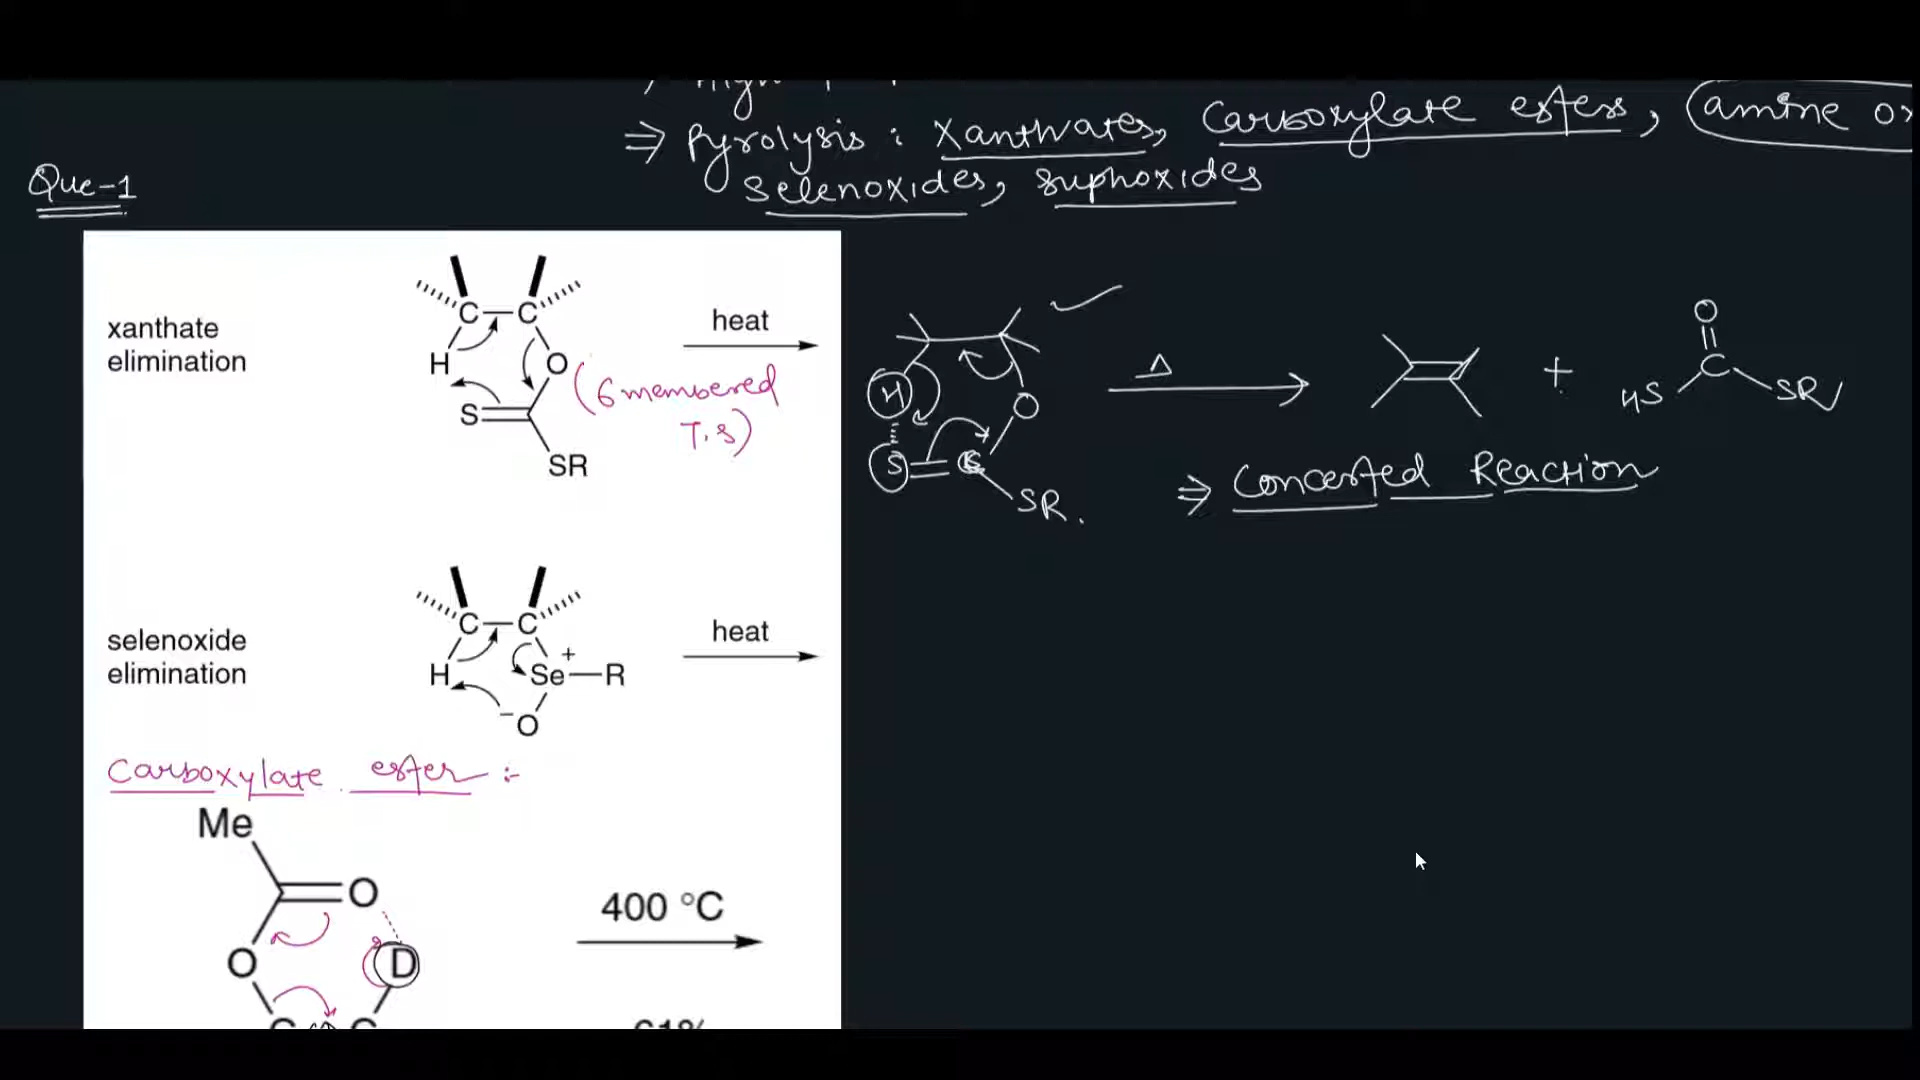 ⇒ Pyrolysis : Xanthates, Carboxylate esters, (amine ox
Selenoxides, suphoxides
Que-1
xanthate
elimination
C C
H O
S
SR
heat
(6 membered
T.S)
H O
S C
SR.
Δ
+
O
HS C SR
⇒ Concerted Reaction
selenoxide
elimination
C C
H Se + R
− O
heat
Carboxylate ester :-
Me
O
O D
400 °C